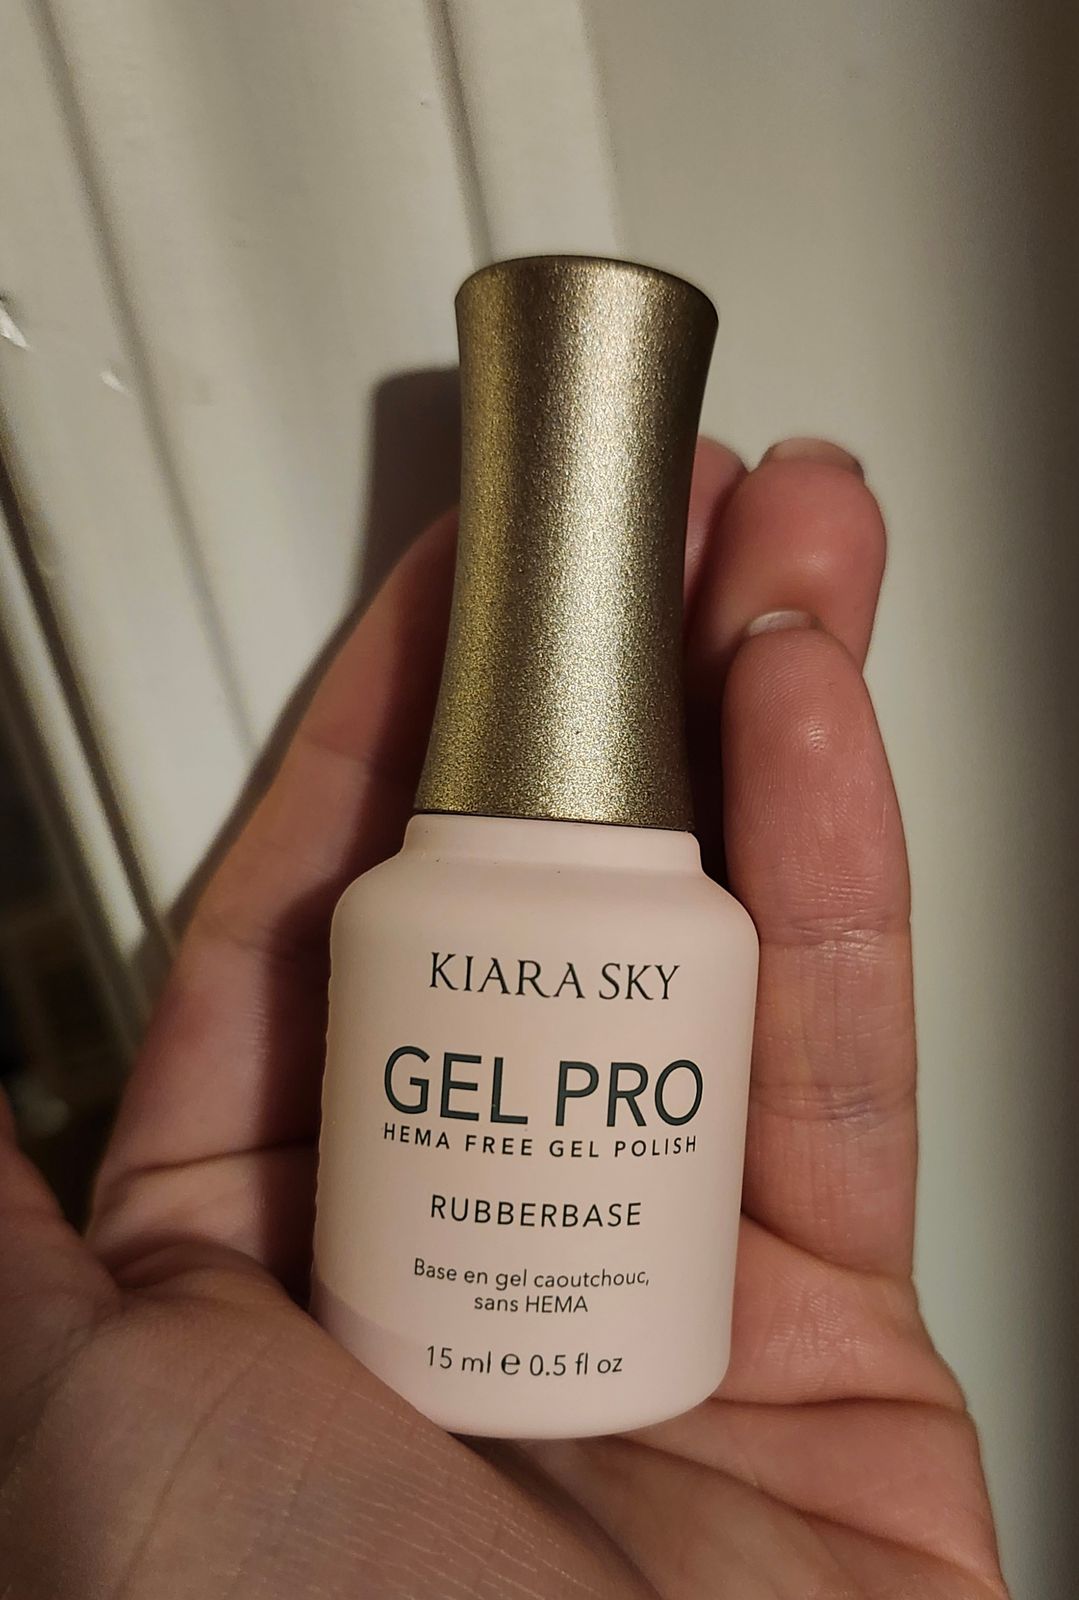 KIARA SKY
GEL PRO
HEMA FREE GEL POLISH
RUBBERBASE
Base en gel caoutchouc,
sans HEMA
15 ml ℮ 0.5 fl oz